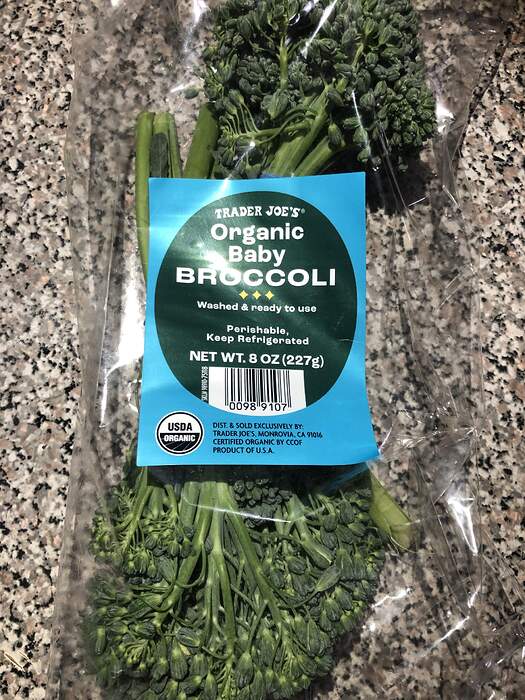 TRADER JOE'S®
Organic
Baby
BROCCOLI
Washed & ready to use
Perishable,
Keep Refrigerated
NET WT. 8 OZ (227g)
0098 9107
USDA
ORGANIC
DIST. & SOLD EXCLUSIVELY BY:
TRADER JOE'S, MONROVIA, CA 91016
CERTIFIED ORGANIC BY CCOF
PRODUCT OF U.S.A.